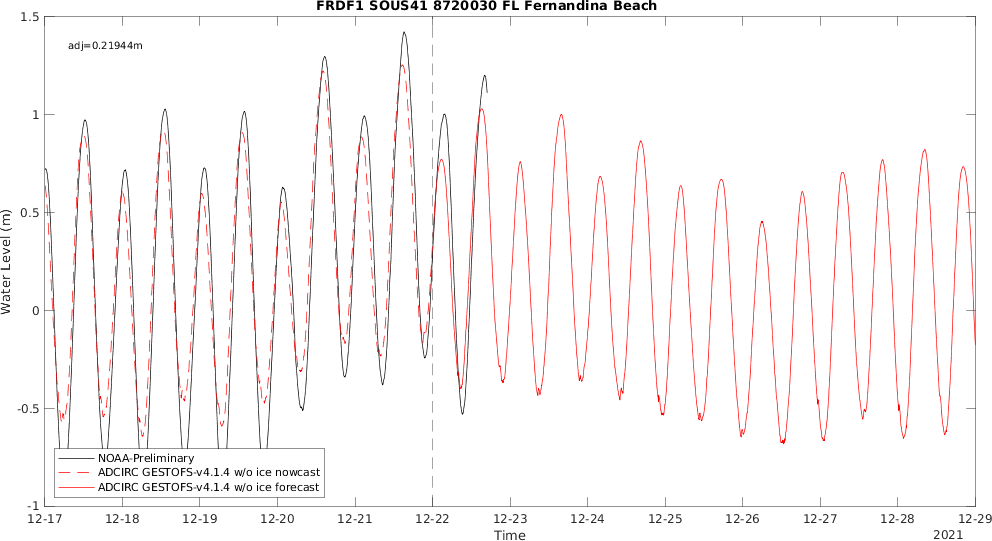 FRDF1 SOUS41 8720030 FL Fernandina Beach
1.5
adj=0.21944m
1
0.5
0
-0.5
-1
Water Level (m)
NOAA-Preliminary
ADCIRC GESTOFS-v4.1.4 w/o ice nowcast
ADCIRC GESTOFS-v4.1.4 w/o ice forecast
12-17 12-18 12-19 12-20 12-21 12-22 12-23 12-24 12-25 12-26 12-27 12-28 12-29
Time
2021